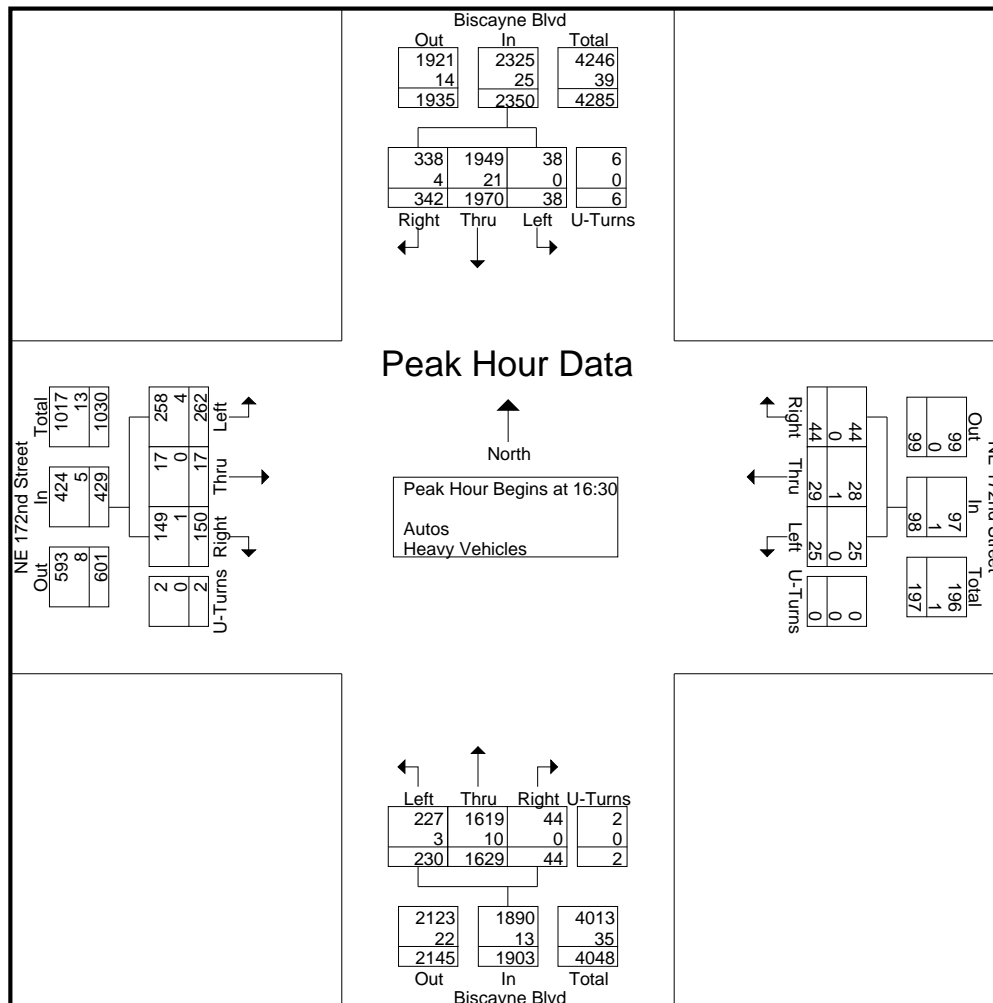 Biscayne Blvd
Out In Total
1921 2325 4246
14 25 39
1935 2350 4285
338 1949 38 6
4 21 0 0
342 1970 38 6
Right Thru Left U-Turns
Peak Hour Data
North
Peak Hour Begins at 16:30
Autos
Heavy Vehicles
NE 172nd Street
Total In Out
1017 424 593
13 5 8
1030 429 601
258 17 149 2
4 0 1 0
262 17 150 2
Left Thru Right U-Turns
NE 172nd Street
Out In Total
99 97 196
0 1 1
99 98 197
44 28 25 0
0 1 0 0
44 29 25 0
Right Thru Left U-Turns
Left Thru Right U-Turns
227 1619 44 2
3 10 0 0
230 1629 44 2
2123 1890 4013
22 13 35
2145 1903 4048
Out In Total
Biscayne Blvd